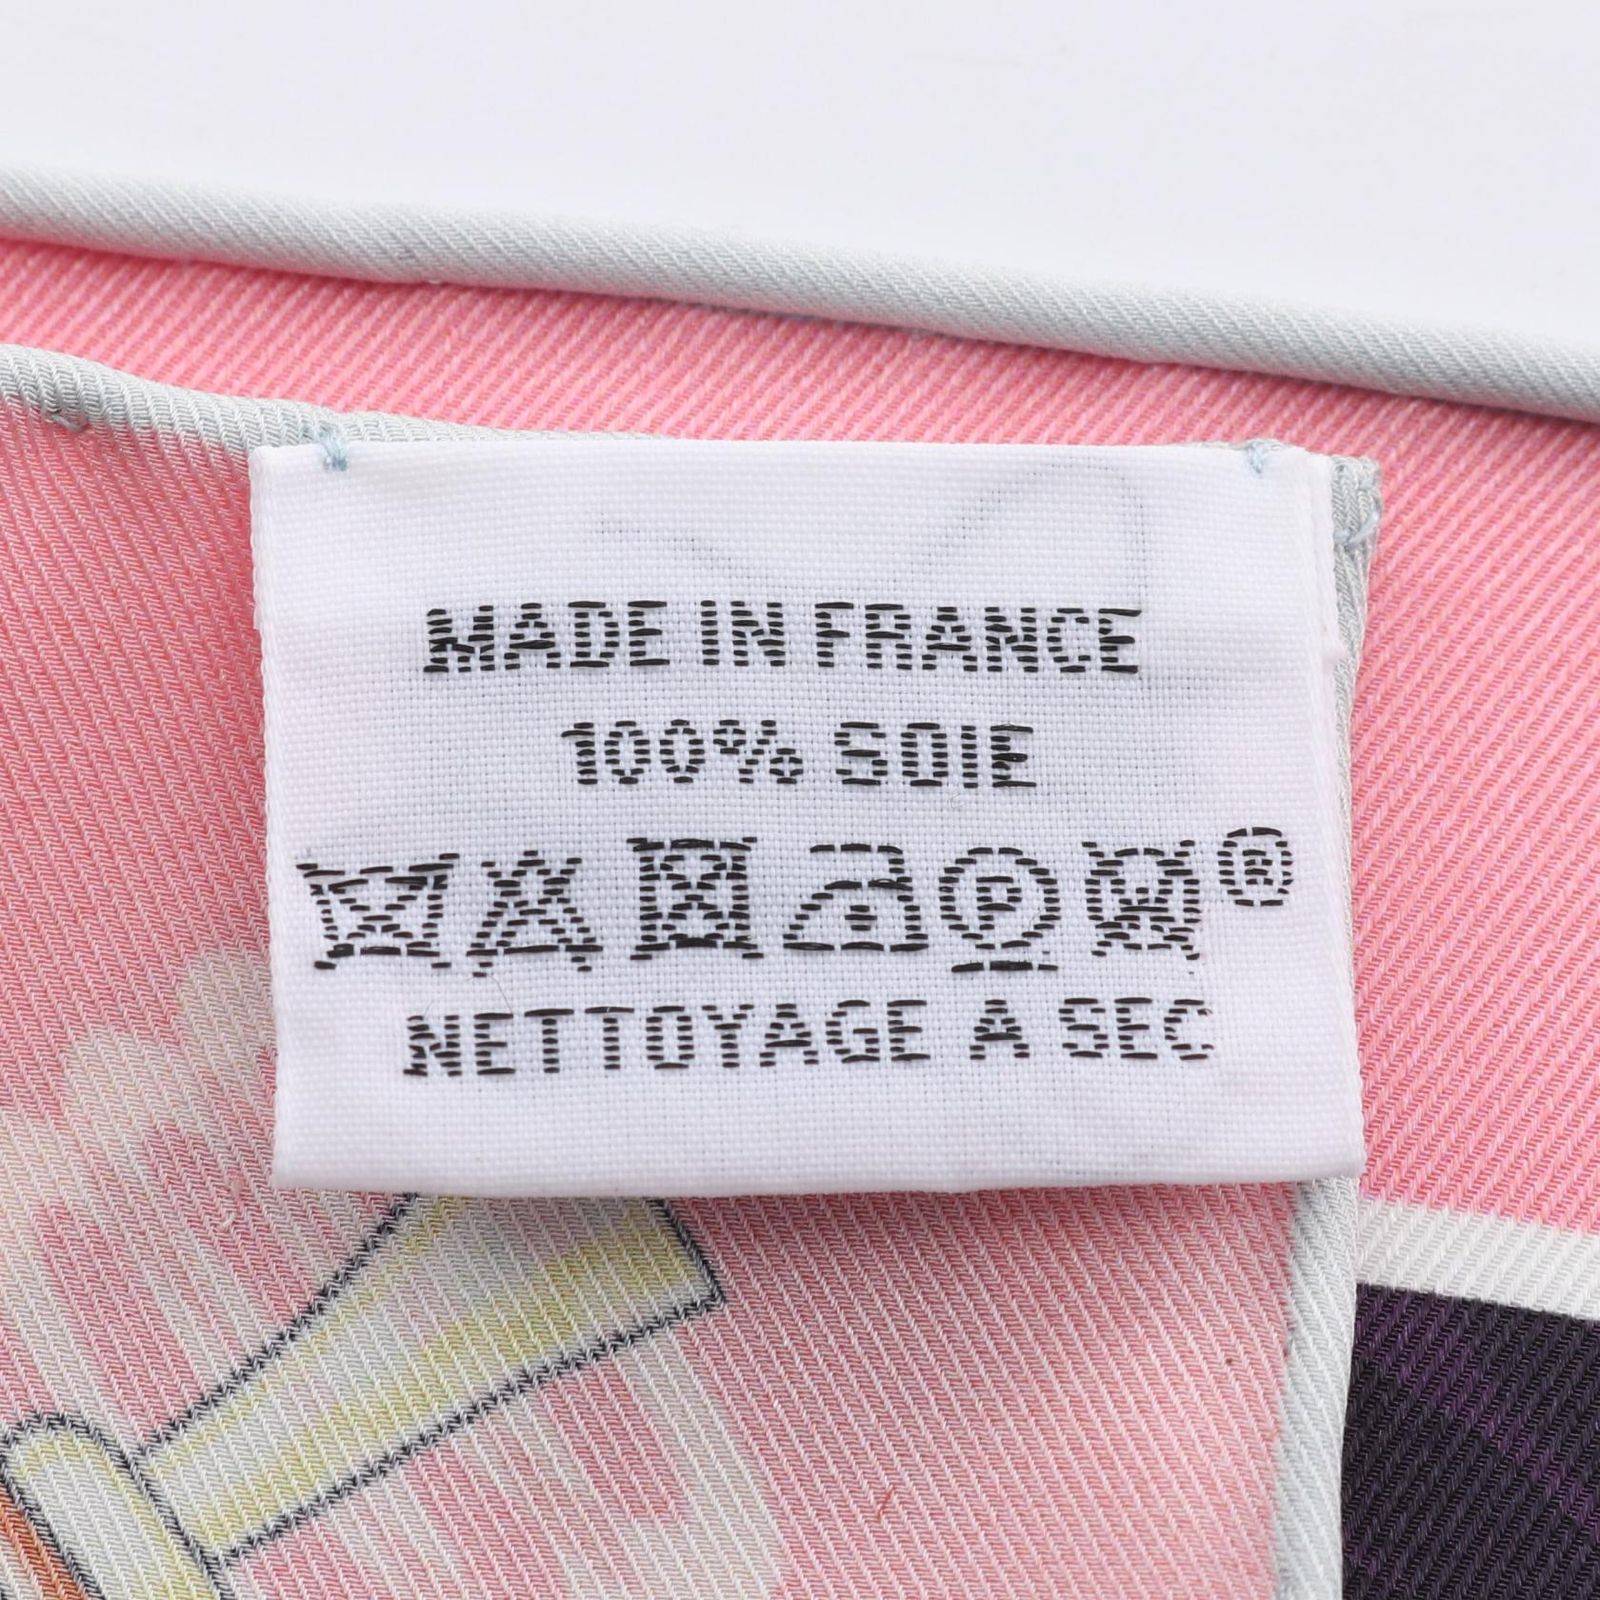 MADE IN FRANCE
100% SOIE
P ®
NETTOYAGE A SEC